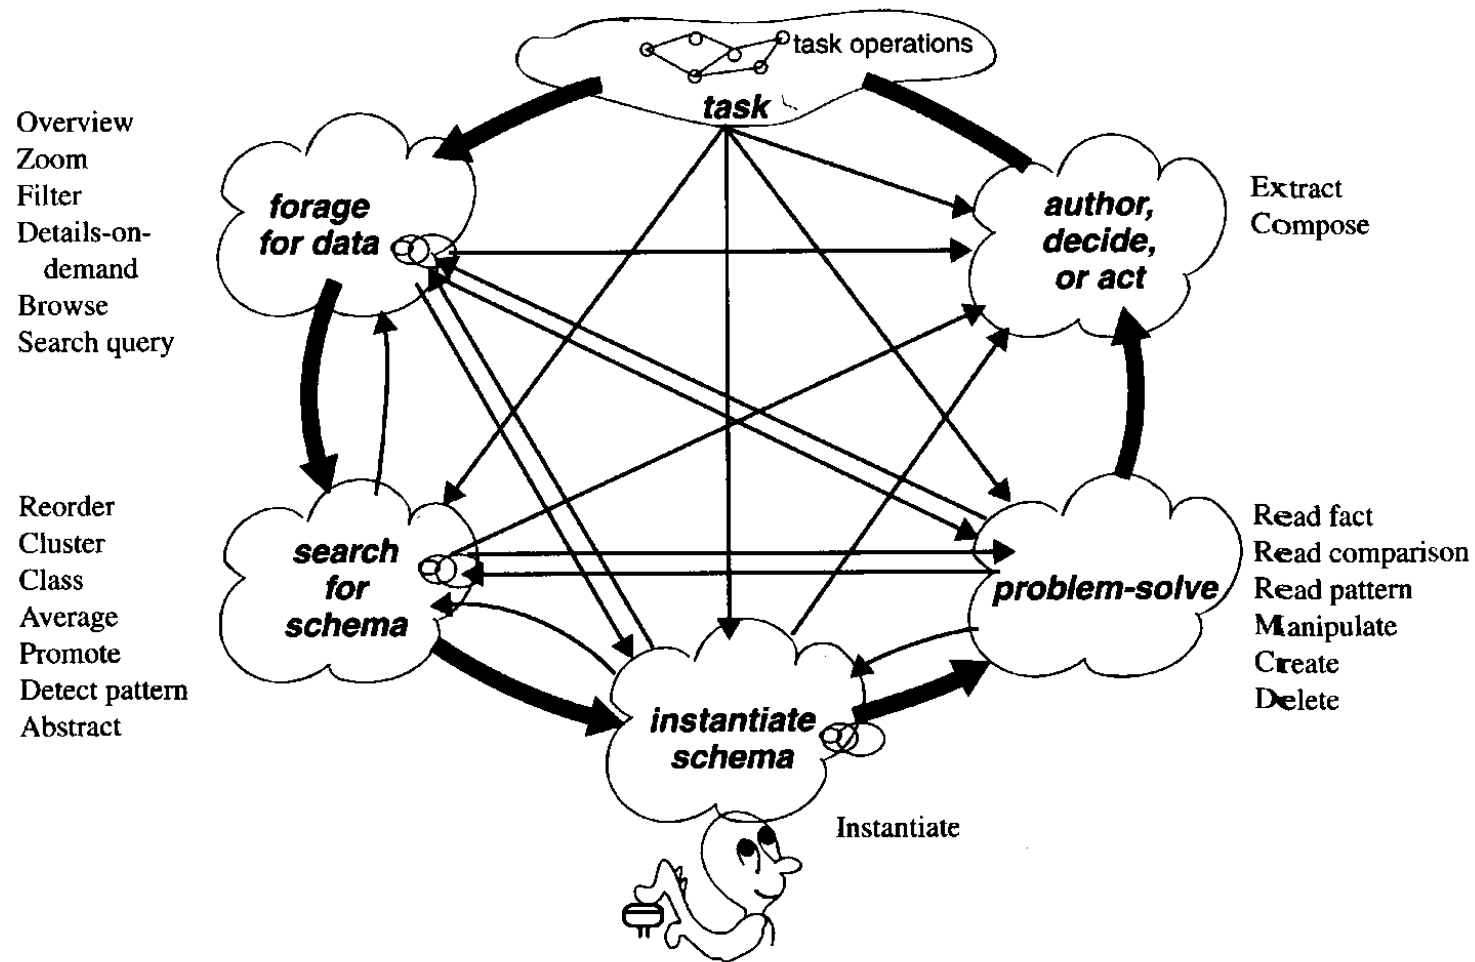 task operations
task
Overview
Zoom
Filter
Details-on-
demand
Browse
Search query
forage
for data
author,
decide,
or act
Extract
Compose
Reorder
Cluster
Class
Average
Promote
Detect pattern
Abstract
search
for
schema
problem-solve
Read fact
Read comparison
Read pattern
Manipulate
Create
Delete
instantiate
schema
Instantiate